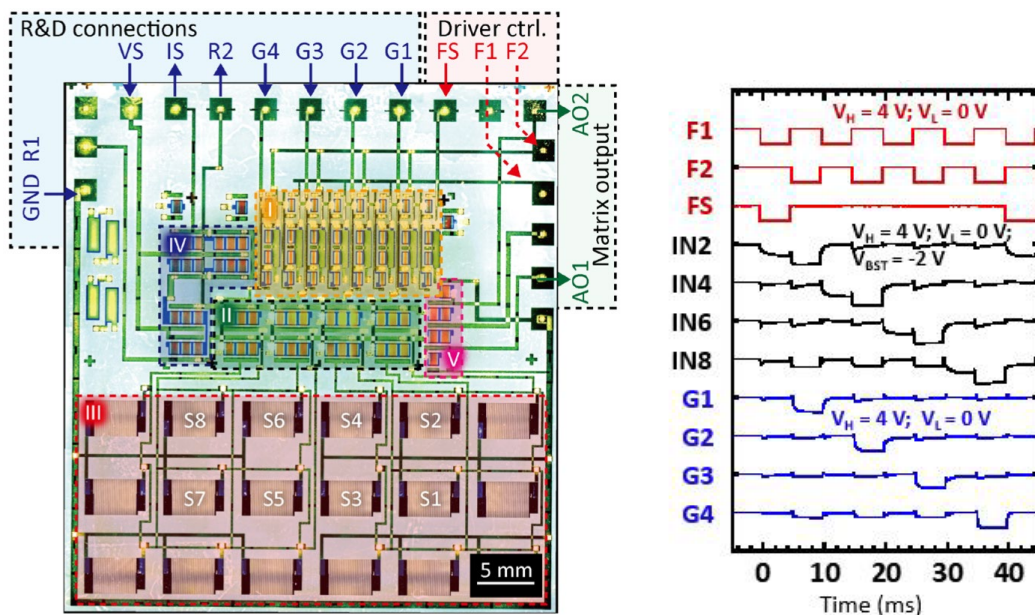 R&D connections
Driver ctrl.
VS IS R2 G4 G3 G2 G1 FS F1 F2
AO2
R1
GND
Matrix output
AO1
I
IV
II
V
III
S8 S6 S4 S2
S7 S5 S3 S1
5 mm
F1
V_H = 4 V; V_L = 0 V
F2
FS
IN2
V_H = 4 V; V_L = 0 V;
V_BST = -2 V
IN4
IN6
IN8
G1
V_H = 4 V; V_L = 0 V
G2
G3
G4
0 10 20 30 40
Time (ms)